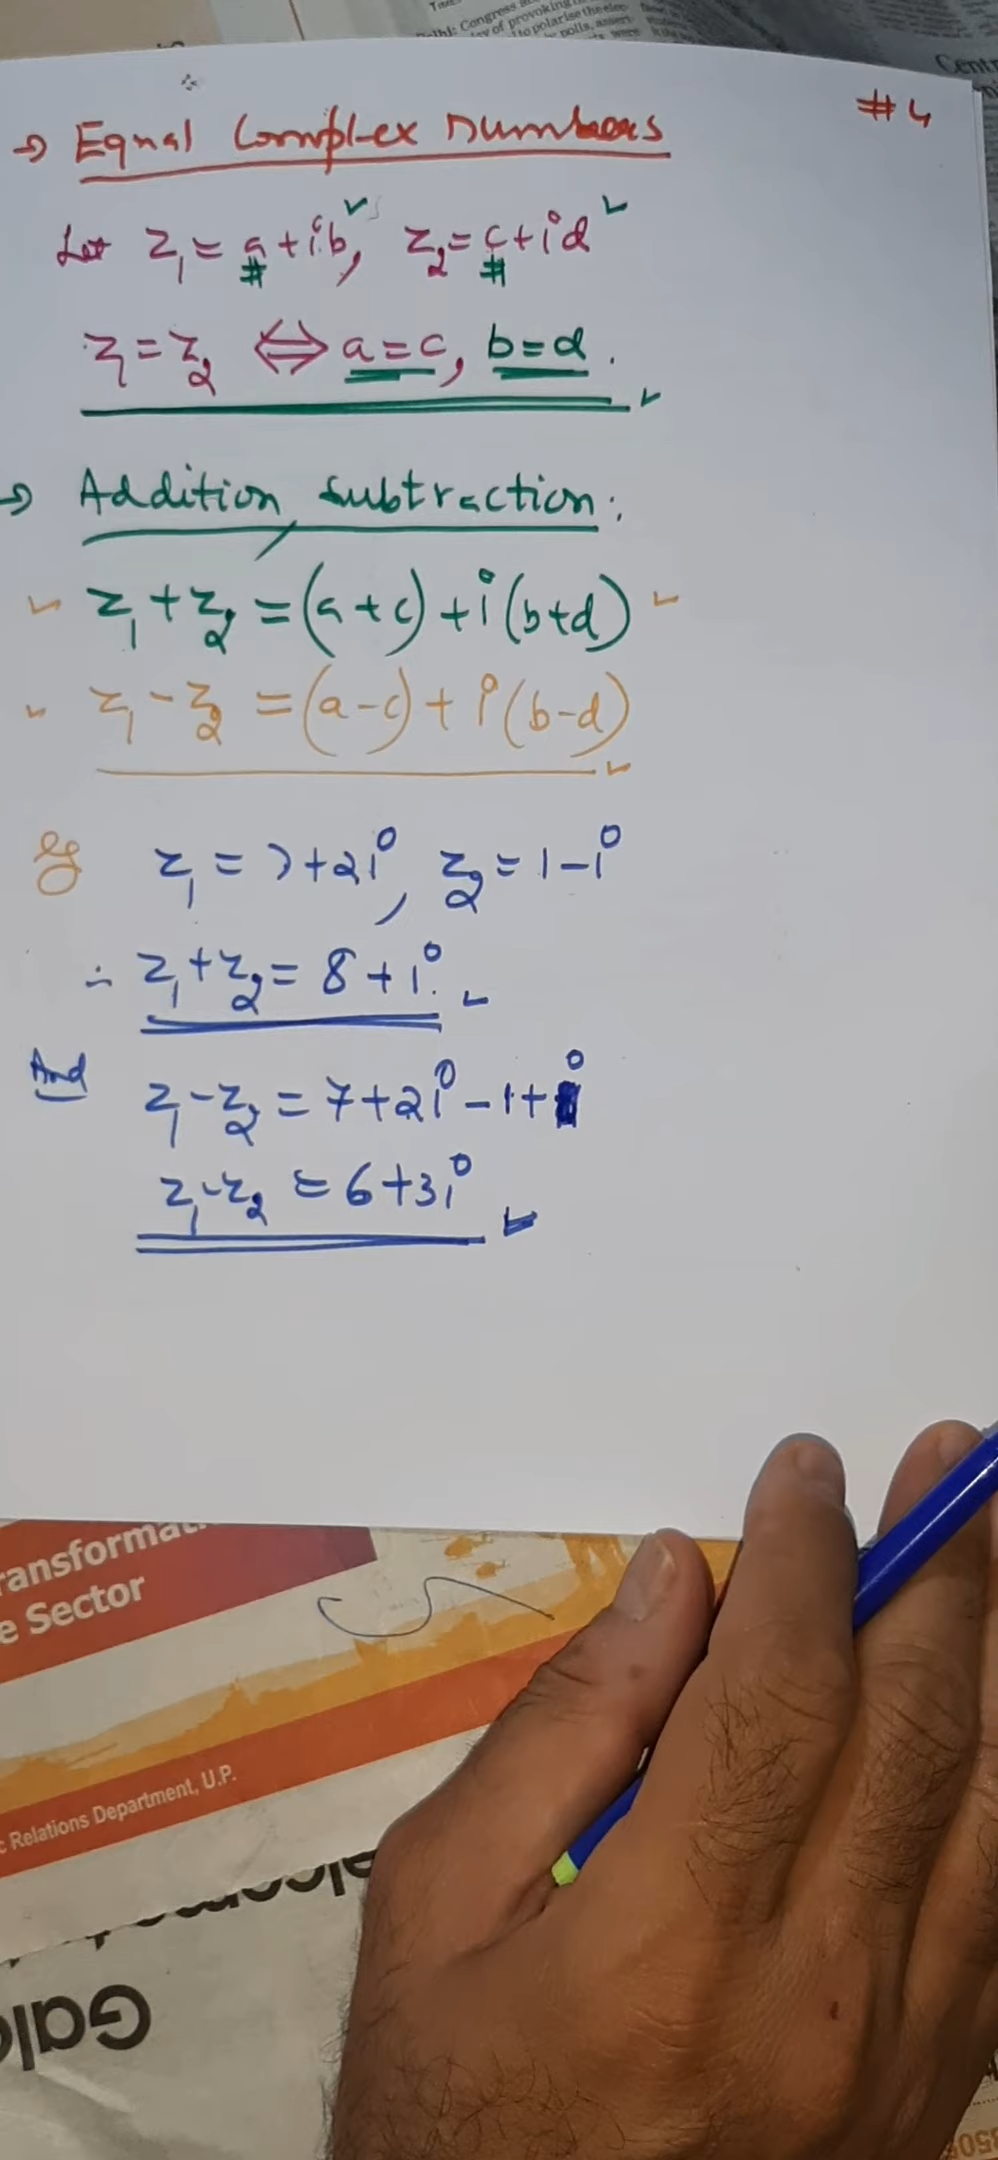 #4
→ Equal Complex Numbers
Let z₁ = a + ib, z₂ = c + id
z₁ = z₂ ⇔ a = c, b = d.
→ Addition, Subtraction:
z₁ + z₂ = (a + c) + i(b + d)
z₁ - z₂ = (a - c) + i(b - d)
Eg z₁ = 7 + 2i, z₂ = 1 - i
∴ z₁ + z₂ = 8 + i.
And z₁ - z₂ = 7 + 2i - 1 + i
z₁ - z₂ = 6 + 3i
e Sector
Relations Department, U.P.